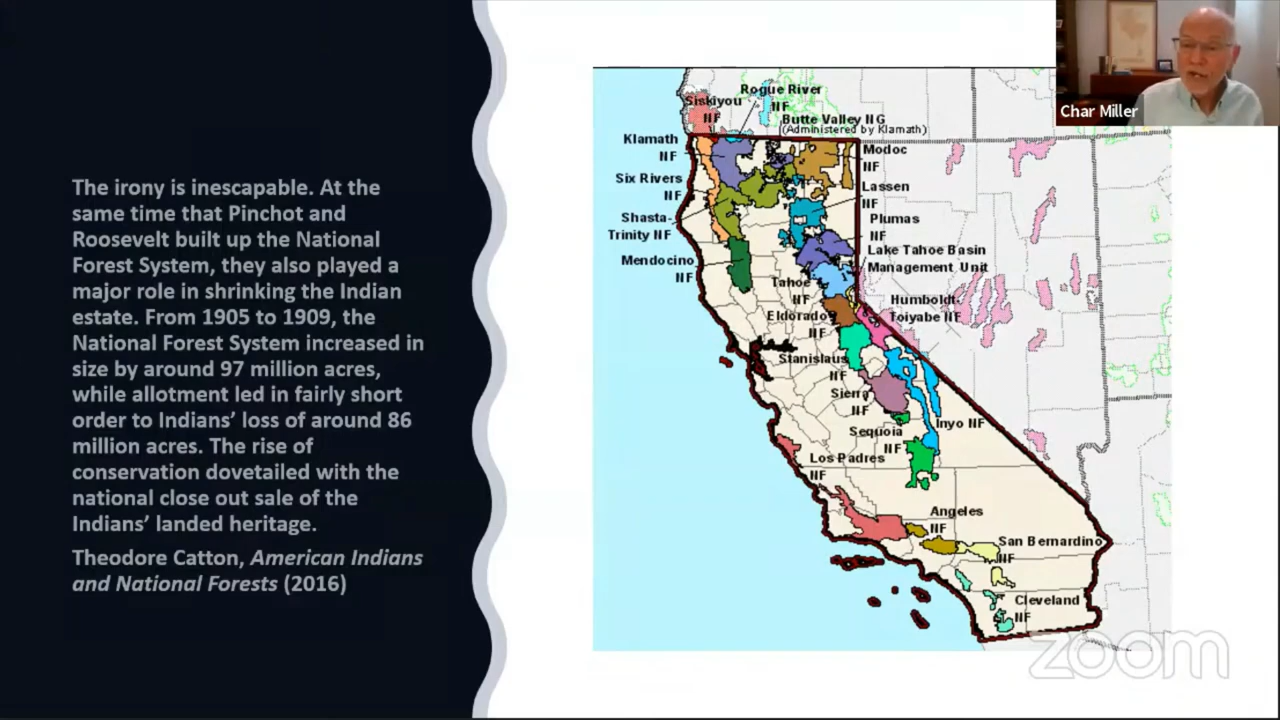 The irony is inescapable. At the
same time that Pinchot and
Roosevelt built up the National
Forest System, they also played a
major role in shrinking the Indian
estate. From 1905 to 1909, the
National Forest System increased in
size by around 97 million acres,
while allotment led in fairly short
order to Indians’ loss of around 86
million acres. The rise of
conservation dovetailed with the
national close out sale of the
Indians’ landed heritage.
Theodore Catton, American Indians
and National Forests (2016)
Char Miller
Rogue River
NF
Siskiyou
NF
Butte Valley NG
(Administered by Klamath)
Klamath
NF
Modoc
NF
Six Rivers
NF
Lassen
NF
Shasta-
Trinity NF
Plumas
NF
Mendocino
NF
Lake Tahoe Basin
Management Unit
Tahoe
NF
Humboldt-
Toiyabe NF
Eldorado
NF
Stanislaus
NF
Sierra
NF
Inyo NF
Sequoia
NF
Los Padres
NF
Angeles
NF
San Bernardino
NF
Cleveland
NF
zoom